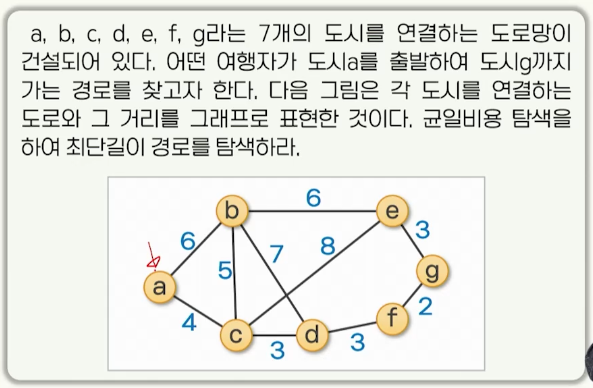 a, b, c, d, e, f, g라는 7개의 도시를 연결하는 도로망이
건설되어 있다. 어떤 여행자가 도시a를 출발하여 도시g까지
가는 경로를 찾고자 한다. 다음 그림은 각 도시를 연결하는
도로와 그 거리를 그래프로 표현한 것이다. 균일비용 탐색을
하여 최단길이 경로를 탐색하라.
6
b
e
6
7
8
3
5
g
a
4
c
d
f
2
3
3